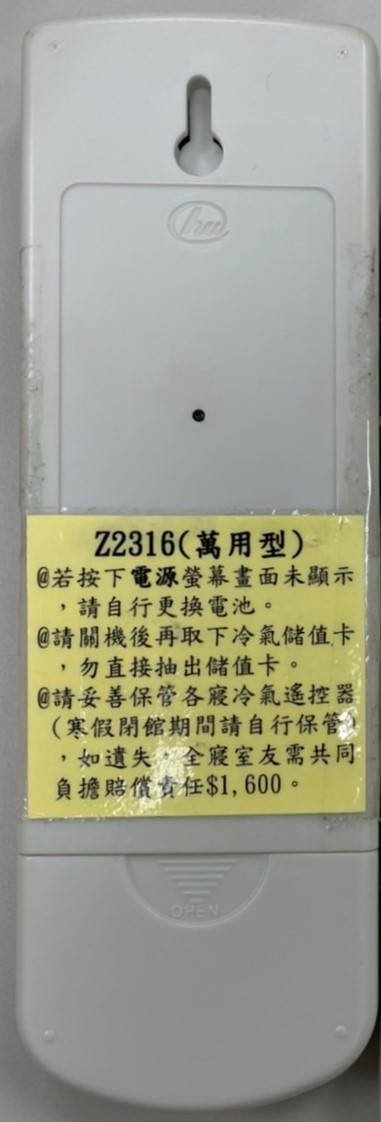 hw
Z2316(萬用型)
@若按下電源螢幕畫面未顯示
，請自行更換電池。
@請關機後再取下冷氣儲值卡
，勿直接抽出儲值卡。
@請妥善保管各寢冷氣遙控器
(寒假閉館期間請自行保管)
，如遺失，全寢室友需共同
負擔賠償責任$1,600。
OPEN